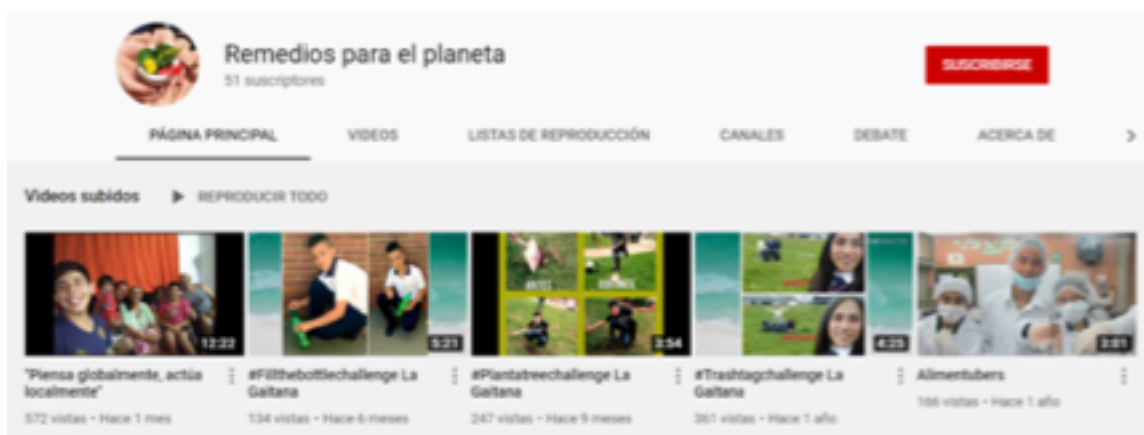 Remedios para el planeta
51 suscriptores
SUSCRIBIRSE
PÁGINA PRINCIPAL VIDEOS LISTAS DE REPRODUCCIÓN CANALES DEBATE ACERCA DE
Videos subidos REPRODUCIR TODO
ANTES
12:22 5:21 3:54 4:25 3:01
"Piensa globalmente, actúa localmente"
572 vistas • Hace 1 mes
#Fillthebottlechallenge La Gaitana
134 vistas • Hace 6 meses
#Plantatreechallenge La Gaitana
247 vistas • Hace 9 meses
#Trashtagchallenge La Gaitana
361 vistas • Hace 1 año
Alimentubers
166 vistas • Hace 1 año